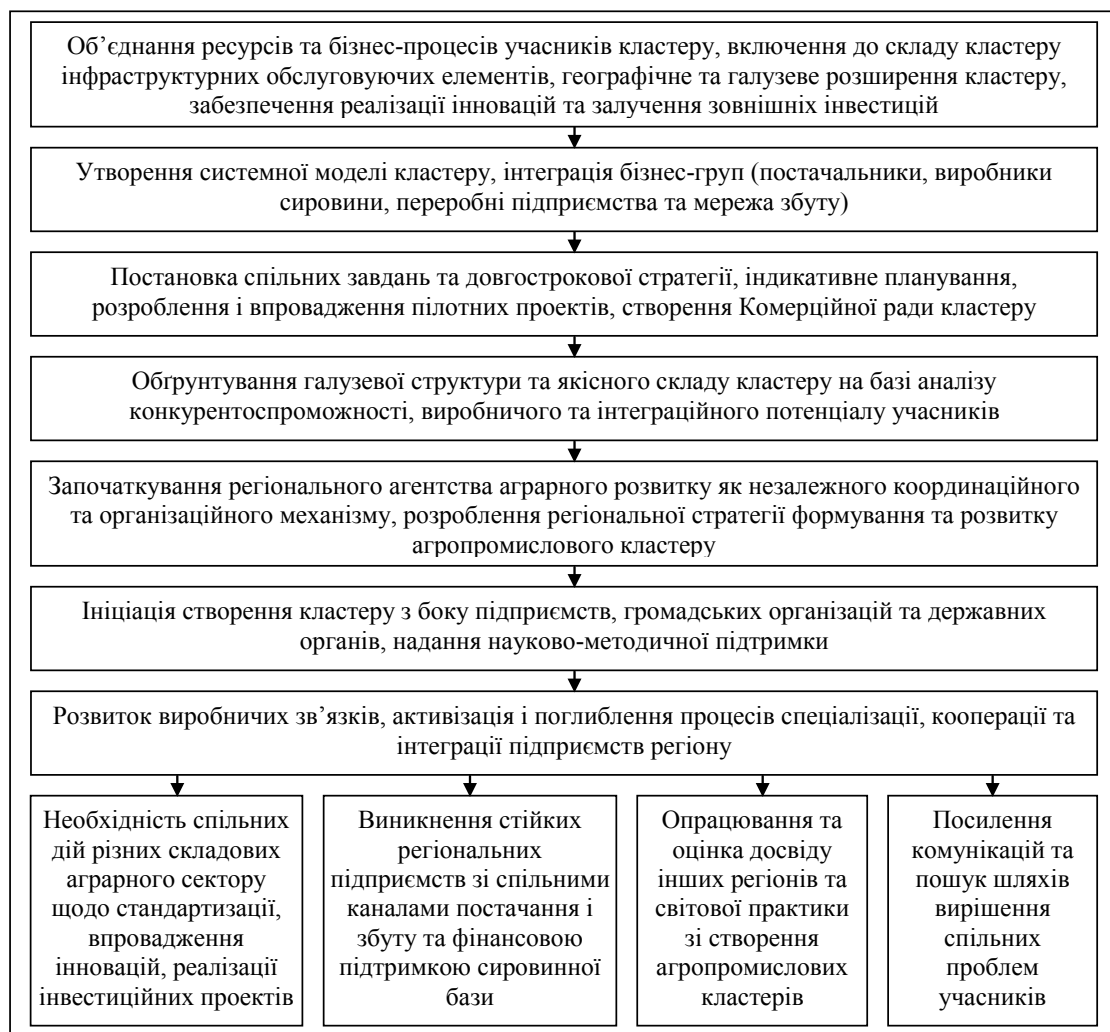 Об’єднання ресурсів та бізнес-процесів учасників кластеру, включення до складу кластеру
інфраструктурних обслуговуючих елементів, географічне та галузеве розширення кластеру,
забезпечення реалізації інновацій та залучення зовнішніх інвестицій
Утворення системної моделі кластеру, інтеграція бізнес-груп (постачальники, виробники
сировини, переробні підприємства та мережа збуту)
Постановка спільних завдань та довгострокової стратегії, індикативне планування,
розроблення і впровадження пілотних проектів, створення Комерційної ради кластеру
Обґрунтування галузевої структури та якісного складу кластеру на базі аналізу
конкурентоспроможності, виробничого та інтеграційного потенціалу учасників
Започаткування регіонального агентства аграрного розвитку як незалежного координаційного
та організаційного механізму, розроблення регіональної стратегії формування та розвитку
агропромислового кластеру
Ініціація створення кластеру з боку підприємств, громадських організацій та державних
органів, надання науково-методичної підтримки
Розвиток виробничих зв’язків, активізація і поглиблення процесів спеціалізації, кооперації та
інтеграції підприємств регіону
Необхідність спільних
дій різних складових
аграрного сектору
щодо стандартизації,
впровадження
інновацій, реалізації
інвестиційних проектів
Виникнення стійких
регіональних
підприємств зі спільними
каналами постачання і
збуту та фінансовою
підтримкою сировинної
бази
Опрацювання та
оцінка досвіду
інших регіонів та
світової практики
зі створення
агропромислових
кластерів
Посилення
комунікацій та
пошук шляхів
вирішення
спільних
проблем
учасників